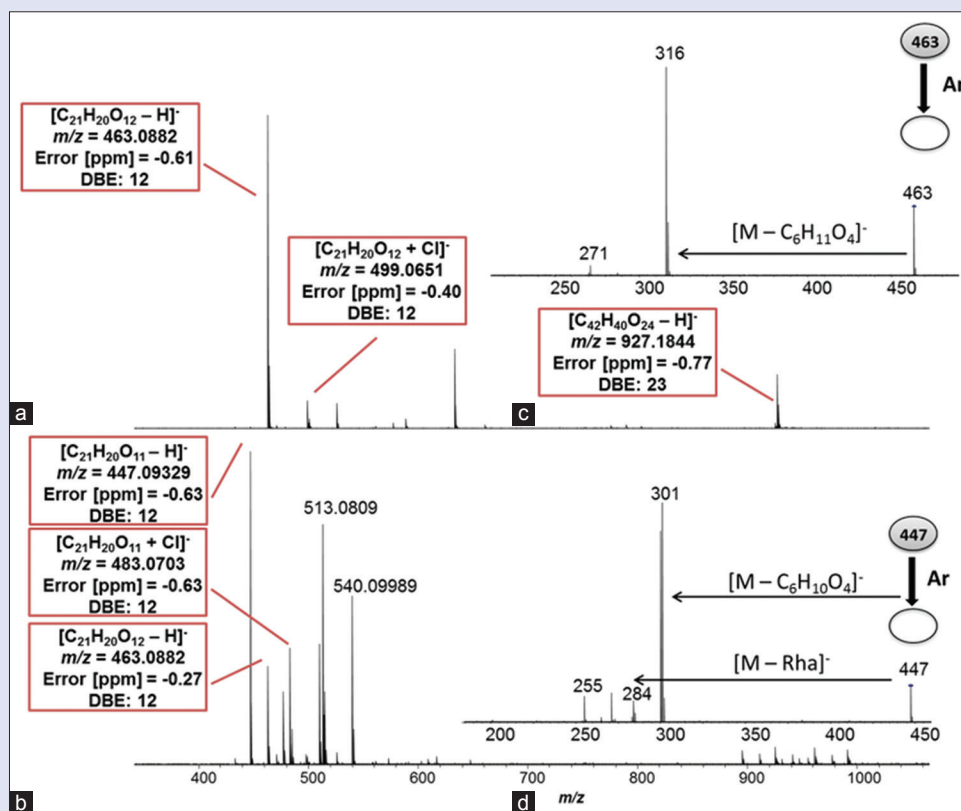 [C21H20O12 – H]-
m/z = 463.0882
Error [ppm] = -0.61
DBE: 12
[C21H20O12 + Cl]-
m/z = 499.0651
Error [ppm] = -0.40
DBE: 12
a
316
463
Ar
463
[M – C6H11O4]-
271
250 300 350 400 450
[C42H40O24 – H]-
m/z = 927.1844
Error [ppm] = -0.77
DBE: 23
c
[C21H20O11 – H]-
m/z = 447.09329
Error [ppm] = -0.63
DBE: 12
[C21H20O11 + Cl]-
m/z = 483.0703
Error [ppm] = -0.63
DBE: 12
[C21H20O12 – H]-
m/z = 463.0882
Error [ppm] = -0.27
DBE: 12
513.0809
540.09989
b
301
447
Ar
[M – C6H10O4]-
[M – Rha]-
447
255
284
200 250 300 350 400 450
d
400 500 600 700 800 900 1000
m/z